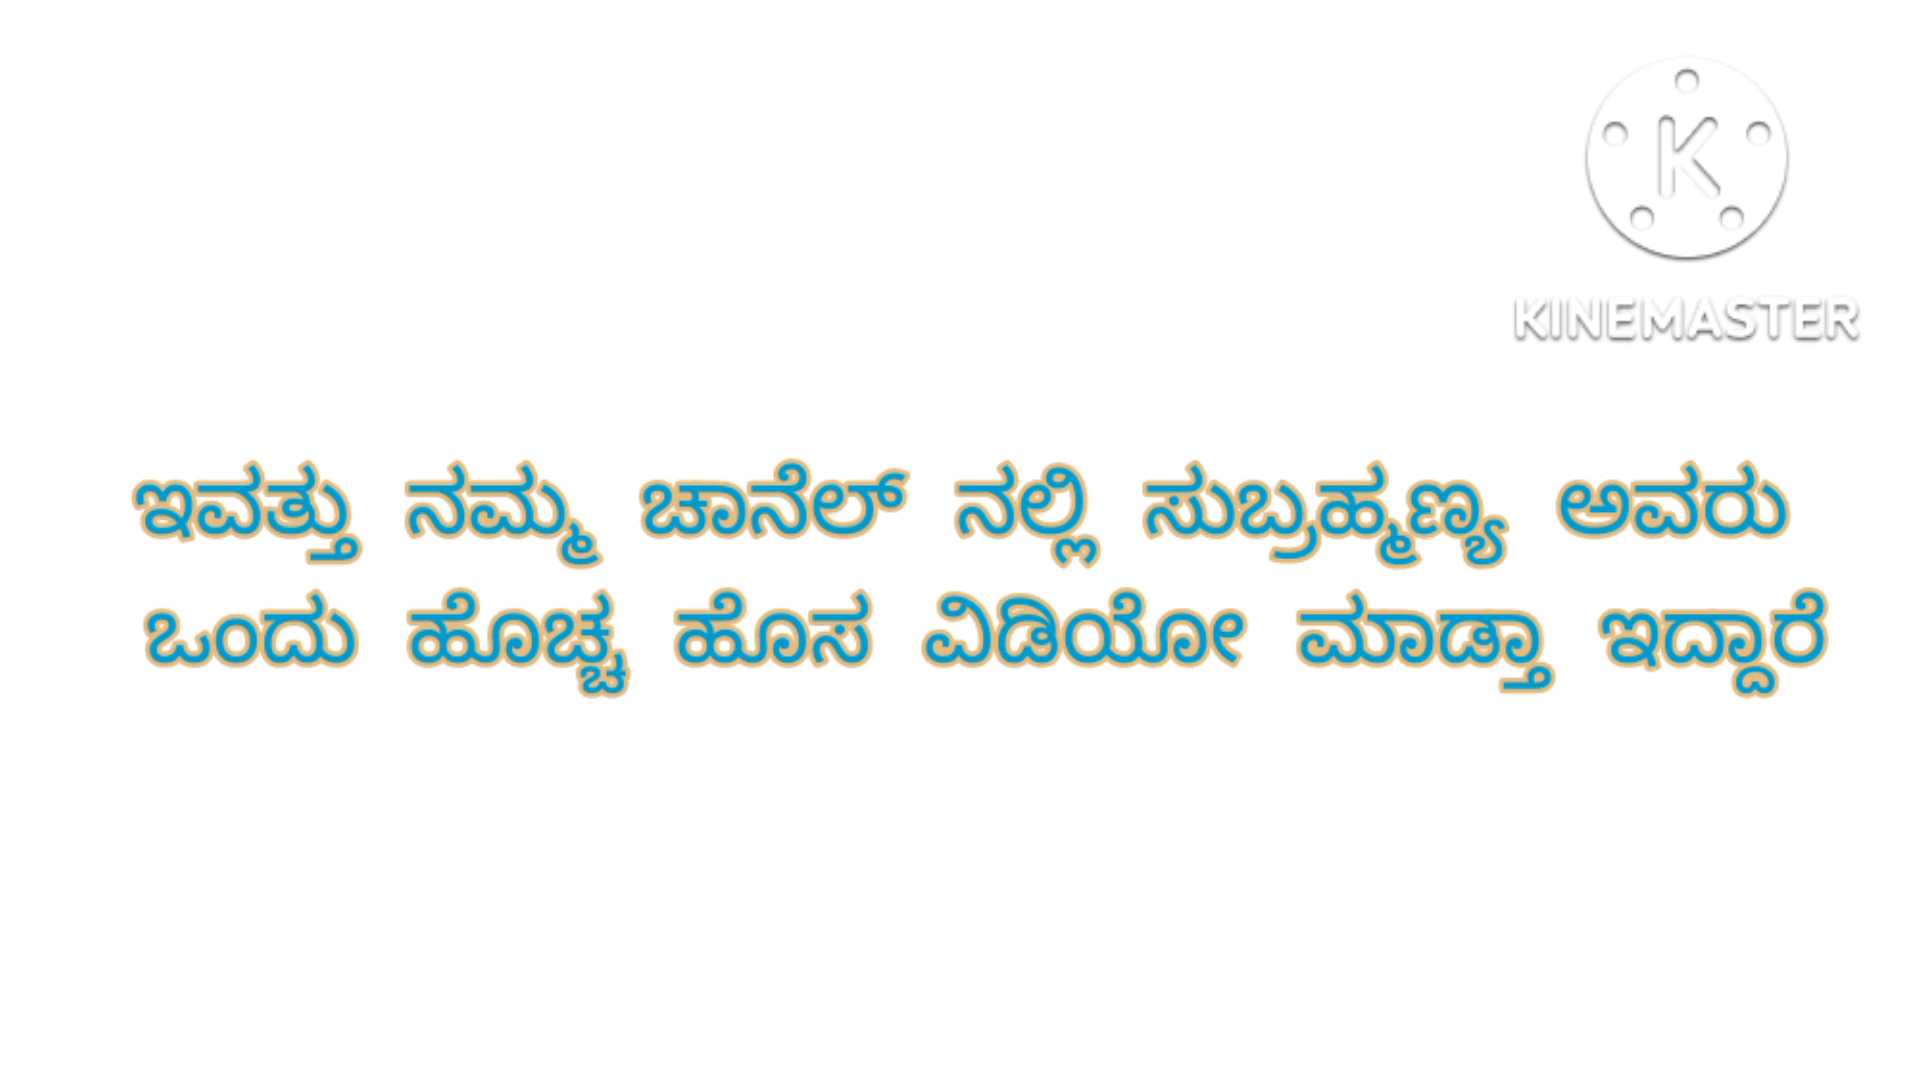 KINEMASTER
ಇವತ್ತು ನಮ್ಮ ಚಾನೆಲ್ ನಲ್ಲಿ ಸುಬ್ರಹ್ಮಣ್ಯ ಅವರು
ಒಂದು ಹೊಚ್ಚ ಹೊಸ ವಿಡಿಯೋ ಮಾಡ್ತಾ ಇದ್ದಾರೆ